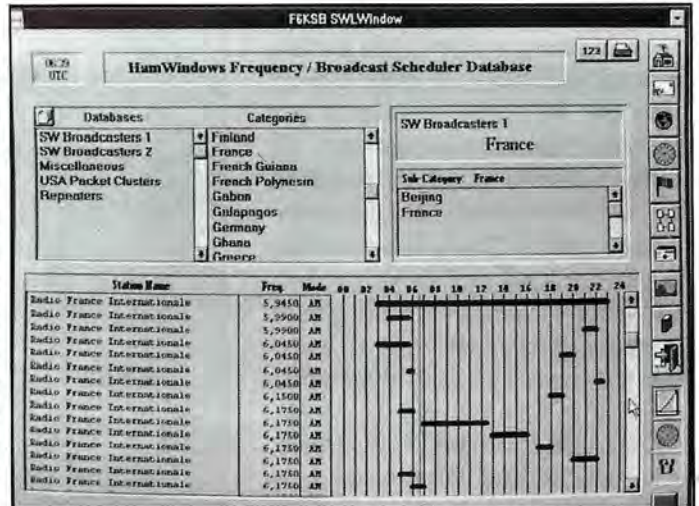 F6KSB SWLWindow
UTC
HamWindows Frequency / Broadcast Scheduler Database
123
Databases
SW Broadcasters 1
SW Broadcasters 2
Miscellaneous
USA Packet Clusters
Repeaters
Categories
Finland
France
French Guiana
French Polynesia
Gabon
Galapagos
Germany
Ghana
Greece
SW Broadcasters 1
France
Sub-Category France
Beijing
France
Station Name Freq. Mode 00 02 04 06 08 10 12 14 16 18 20 22 24
Radio France Internationale 5,9450 AM
Radio France Internationale 5,9900 AM
Radio France Internationale 5,9900 AM
Radio France Internationale 6,0450 AM
Radio France Internationale 6,0450 AM
Radio France Internationale 6,0450 AM
Radio France Internationale 6,0450 AM
Radio France Internationale 6,1500 AM
Radio France Internationale 6,1750 AM
Radio France Internationale 6,1750 AM
Radio France Internationale 6,1750 AM
Radio France Internationale 6,1750 AM
Radio France Internationale 6,1750 AM
Radio France Internationale 6,1750 AM
Radio France Internationale 6,1750 AM